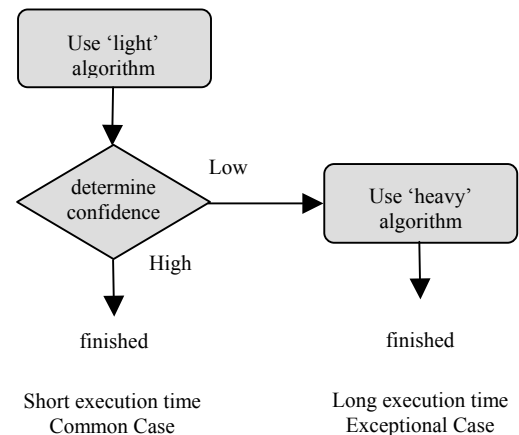 Use ‘light’
algorithm
Low
determine
confidence
Use ‘heavy’
algorithm
High
finished
finished
Short execution time
Common Case
Long execution time
Exceptional Case